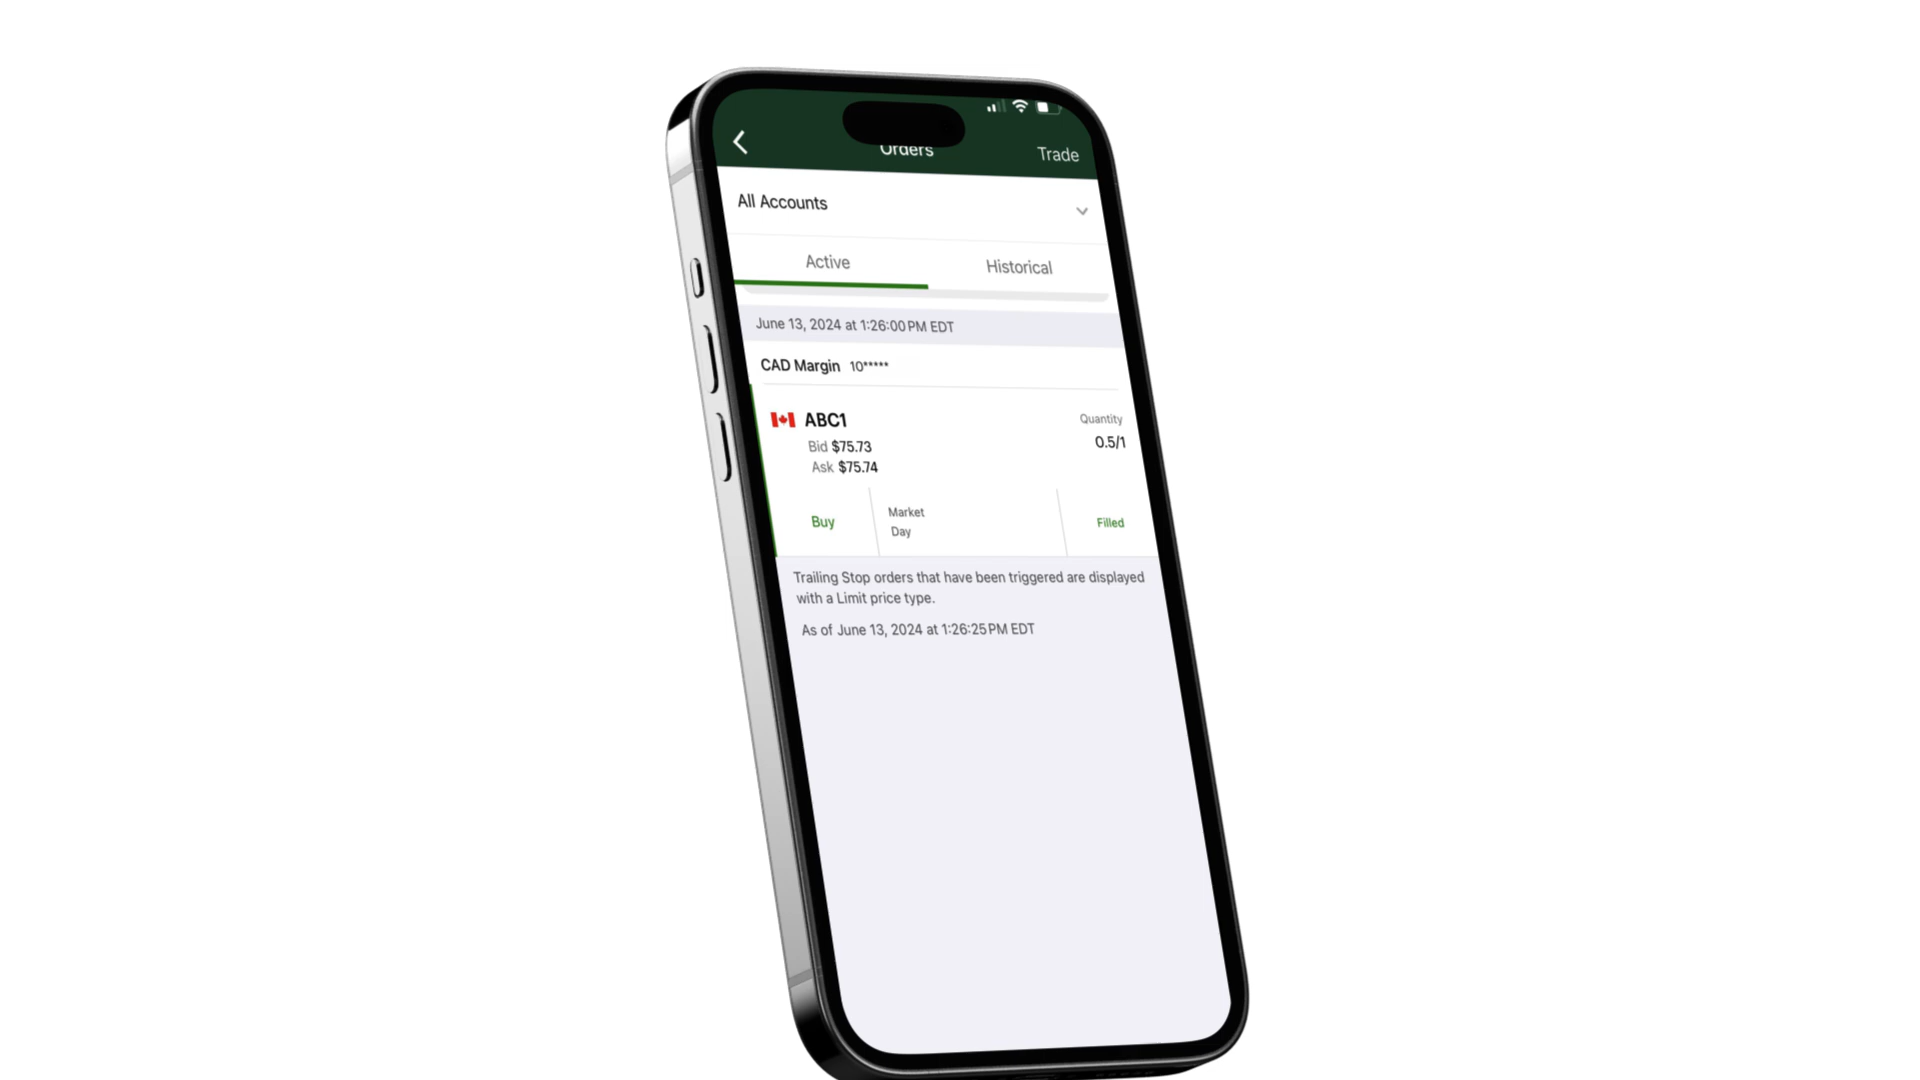 Orders
Trade
All Accounts
Active
Historical
June 13, 2024 at 1:26:00 PM EDT
CAD Margin 10*****
ABC1
Quantity
Bid $75.73
0.5/1
Ask $75.74
Buy
Market
Day
Filled
Trailing Stop orders that have been triggered are displayed
with a Limit price type.
As of June 13, 2024 at 1:26:25 PM EDT